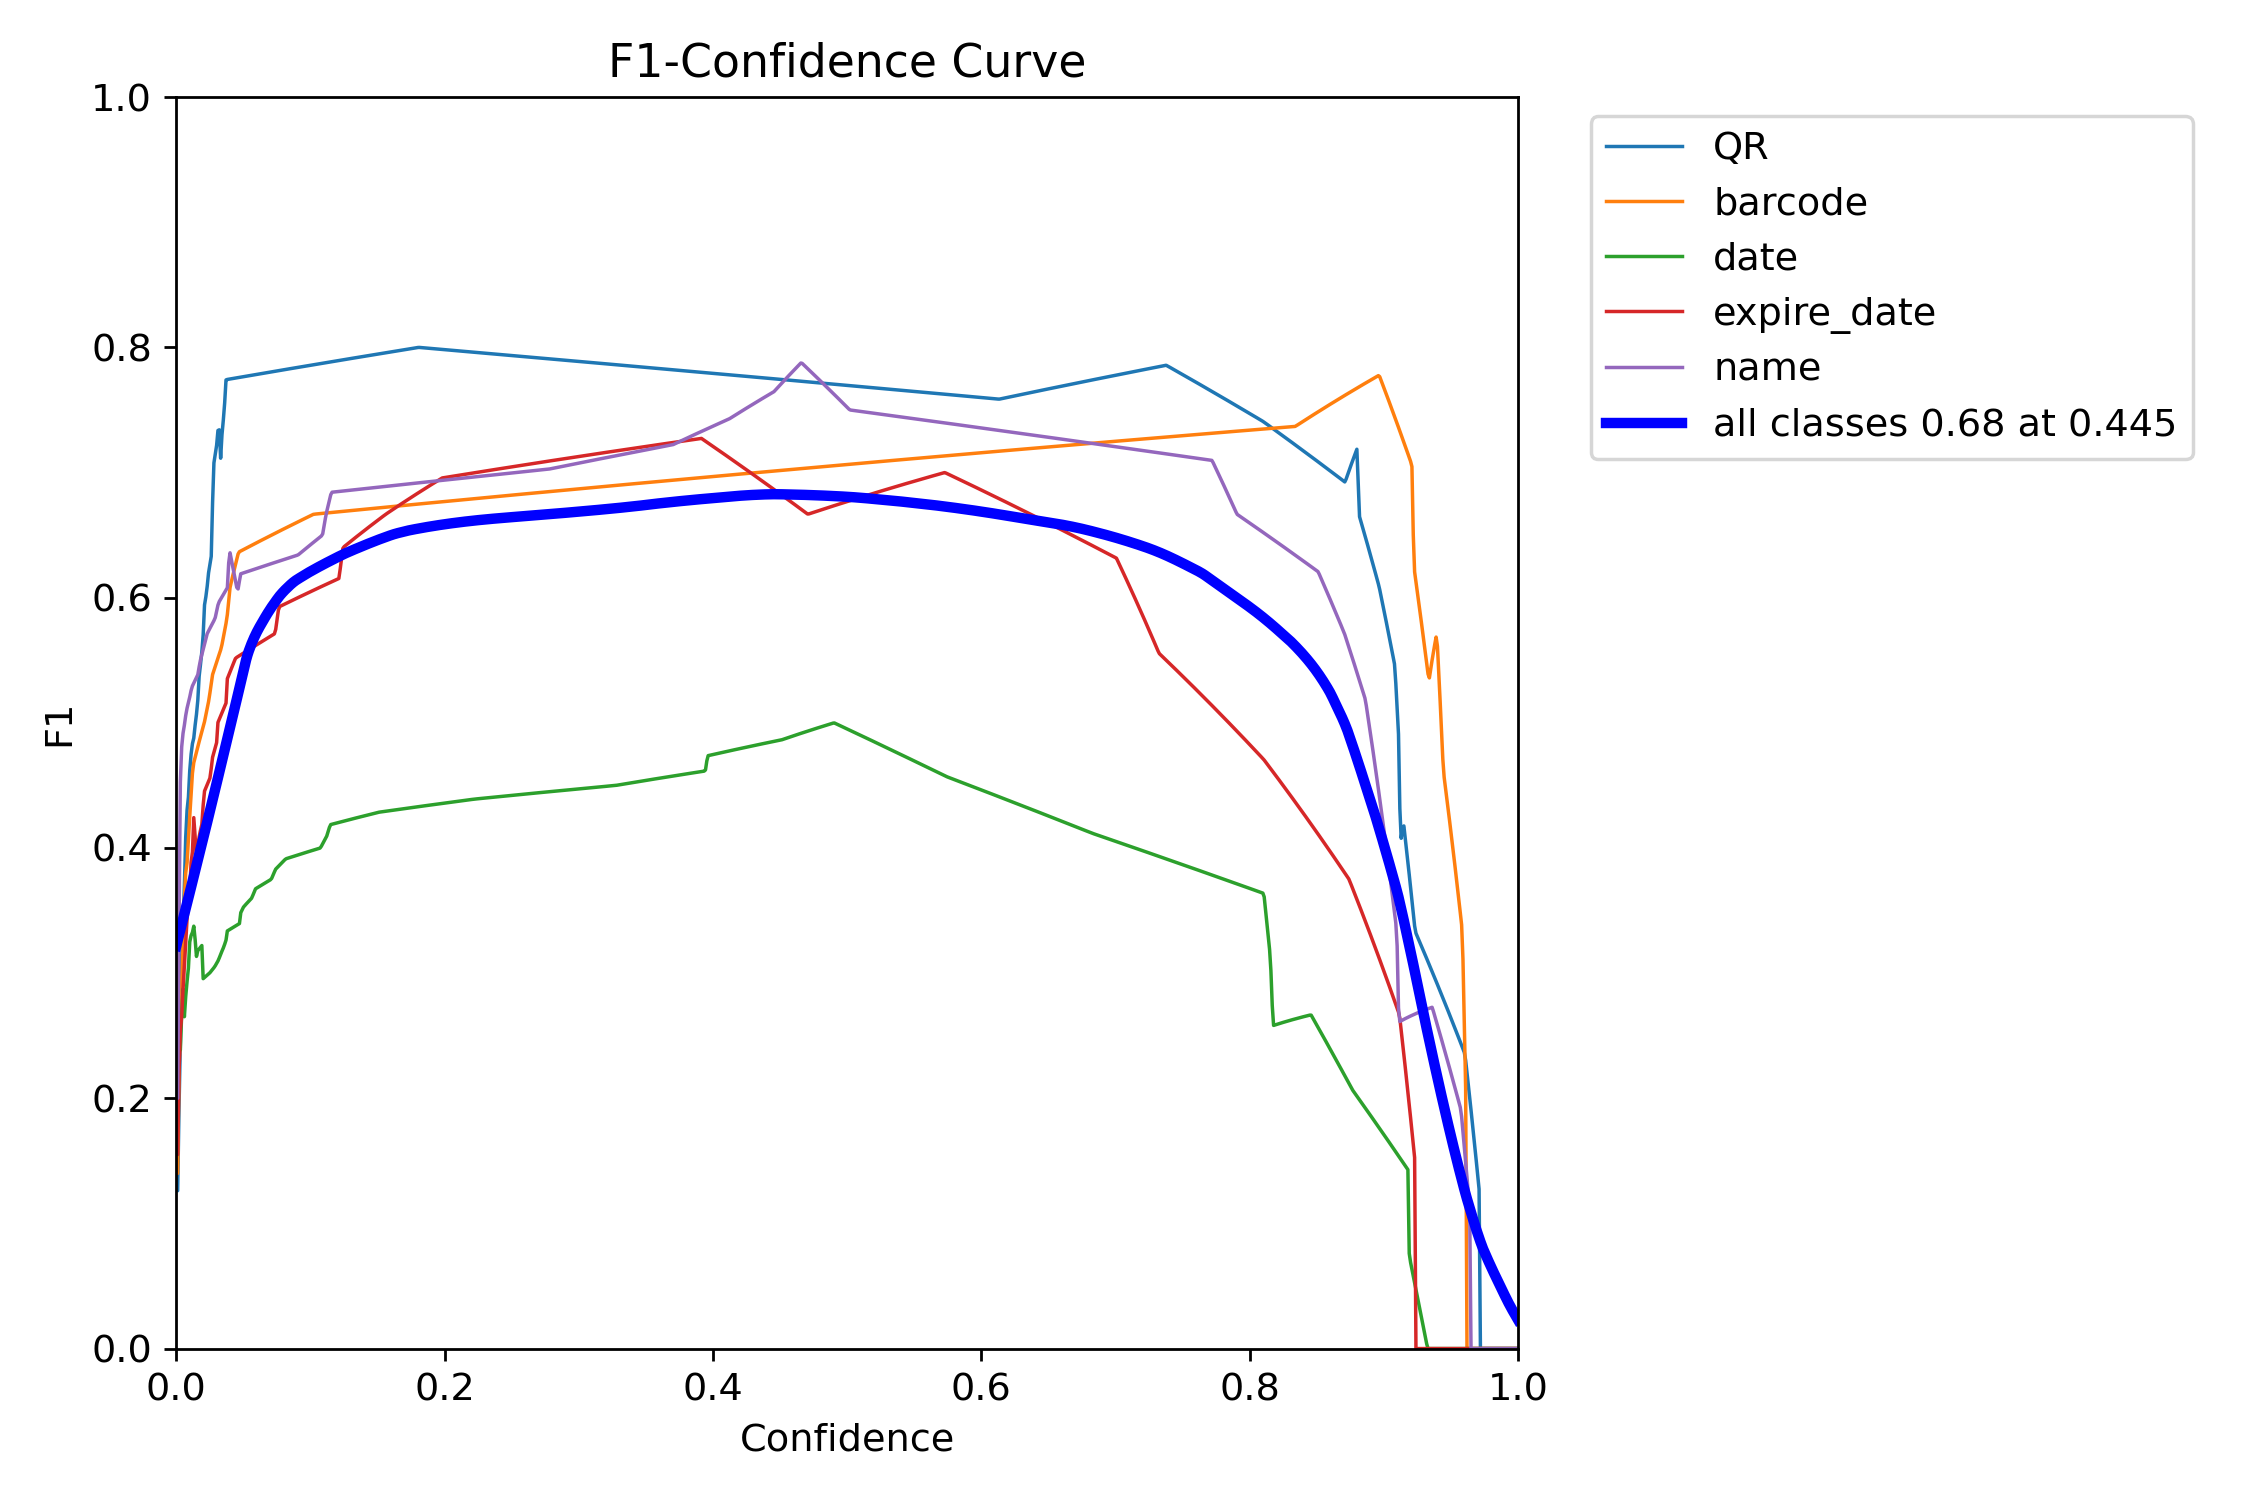 F1-Confidence Curve
1.0
0.8
0.6
0.4
0.2
0.0
F1
0.0 0.2 0.4 0.6 0.8 1.0
Confidence
QR
barcode
date
expire_date
name
all classes 0.68 at 0.445